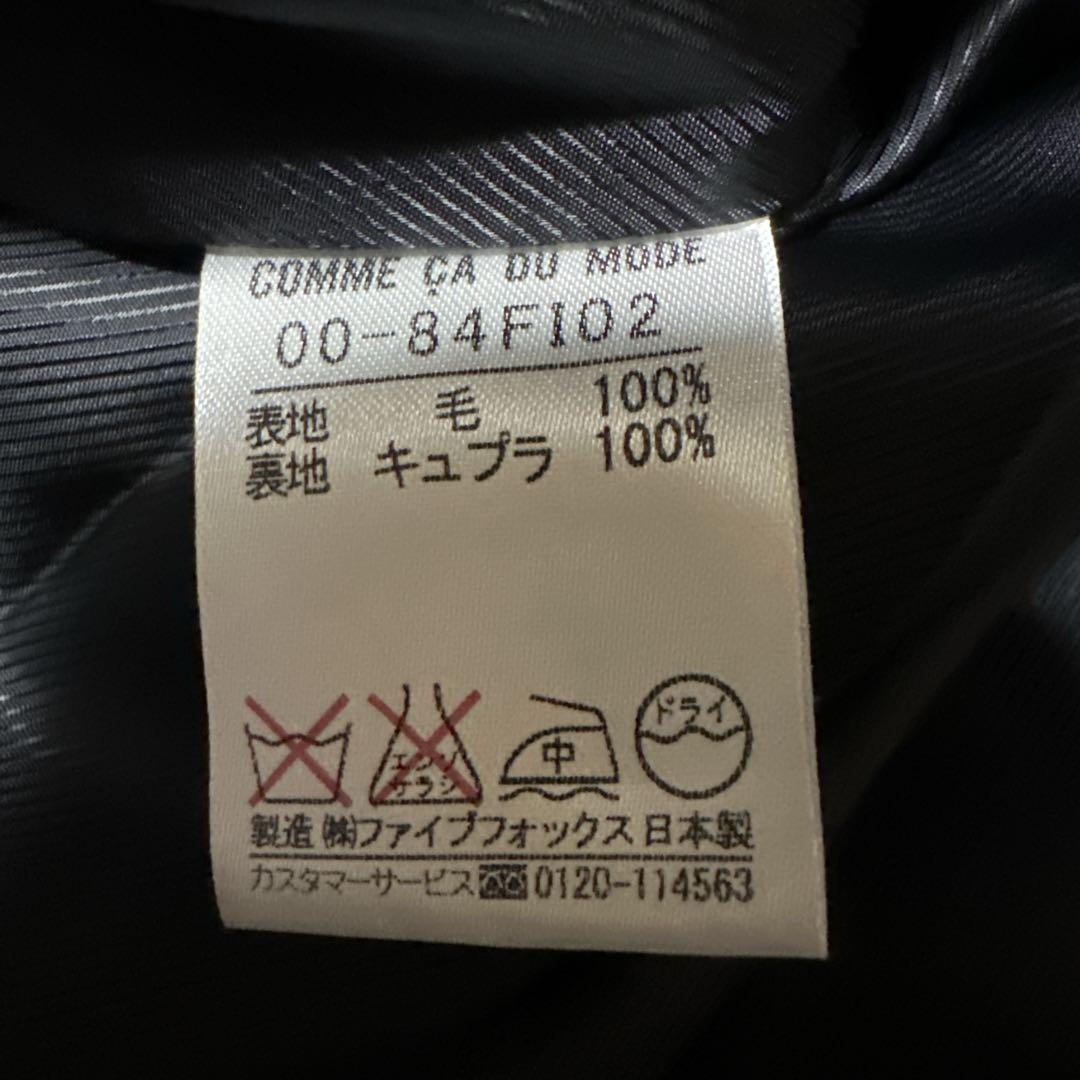 COMME ÇA DU MODE
00-84FI02
表地 毛 100%
裏地 キュプラ 100%
エンソサラシ 中 ドライ
製造 ㈱ファイブフォックス 日本製
カスタマーサービス 0120-114563